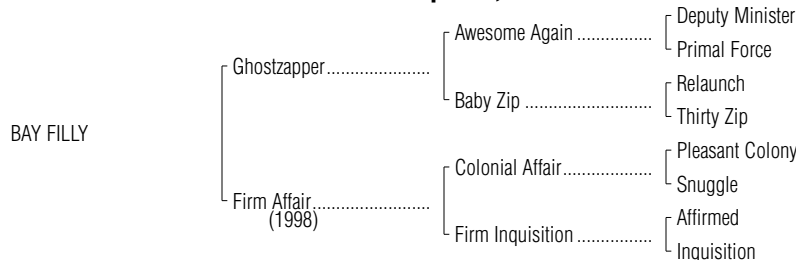 Deputy Minister
Awesome Again ................
Primal Force
Ghostzapper......................
Relaunch
Baby Zip ..........................
Thirty Zip
BAY FILLY
Pleasant Colony
Colonial Affair...................
Snuggle
Firm Affair.........................
(1998)
Affirmed
Firm Inquisition ................
Inquisition